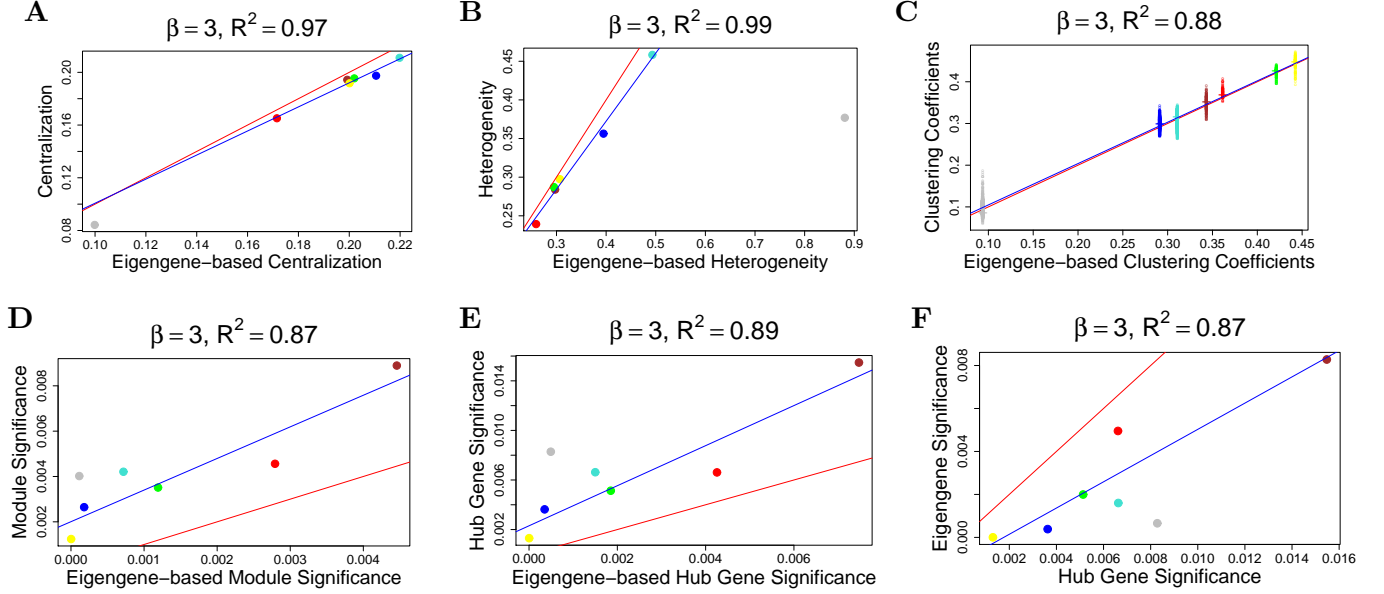 A
β = 3, R² = 0.97
Centralization
0.08 0.12 0.16 0.20
0.10 0.12 0.14 0.16 0.18 0.20 0.22
Eigengene−based Centralization
B
β = 3, R² = 0.99
Heterogeneity
0.25 0.30 0.35 0.40 0.45
0.3 0.4 0.5 0.6 0.7 0.8 0.9
Eigengene−based Heterogeneity
C
β = 3, R² = 0.88
Clustering Coefficients
0.1 0.2 0.3 0.4
0.10 0.15 0.20 0.25 0.30 0.35 0.40 0.45
Eigengene−based Clustering Coefficients
D
β = 3, R² = 0.87
Module Significance
0.002 0.004 0.006 0.008
0.000 0.001 0.002 0.003 0.004
Eigengene−based Module Significance
E
β = 3, R² = 0.89
Hub Gene Significance
0.002 0.006 0.010 0.014
0.000 0.002 0.004 0.006
Eigengene−based Hub Gene Significance
F
β = 3, R² = 0.87
Eigengene Significance
0.000 0.004 0.008
0.002 0.004 0.006 0.008 0.010 0.012 0.014 0.016
Hub Gene Significance